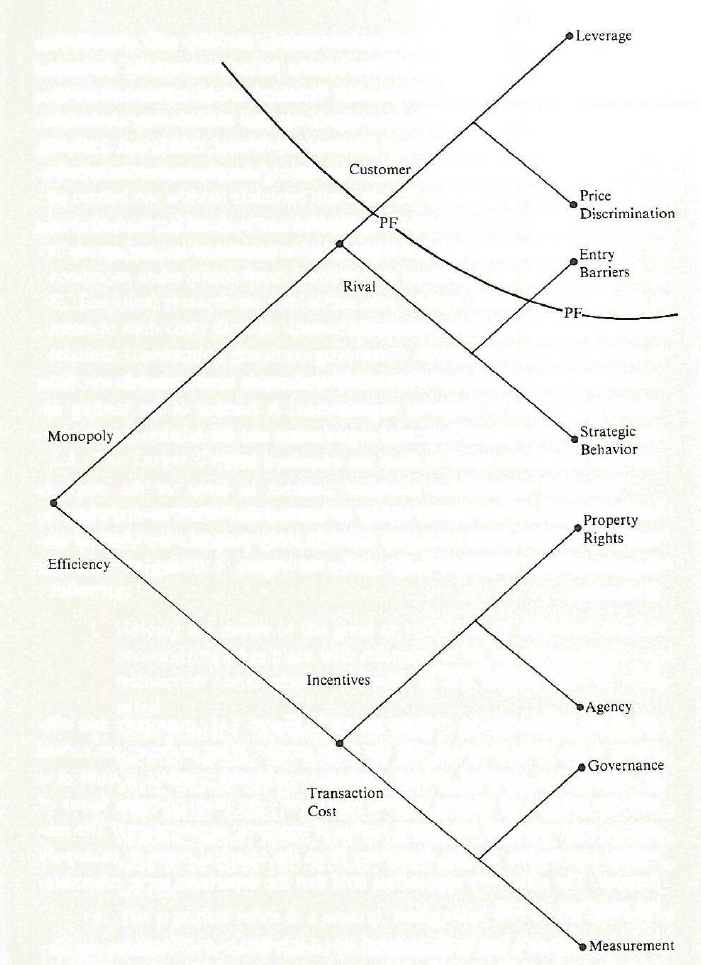 Leverage
Customer
Price
Discrimination
PF
Entry
Barriers
Rival
PF
Monopoly
Strategic
Behavior
Property
Rights
Efficiency
Incentives
Agency
Governance
Transaction
Cost
Measurement